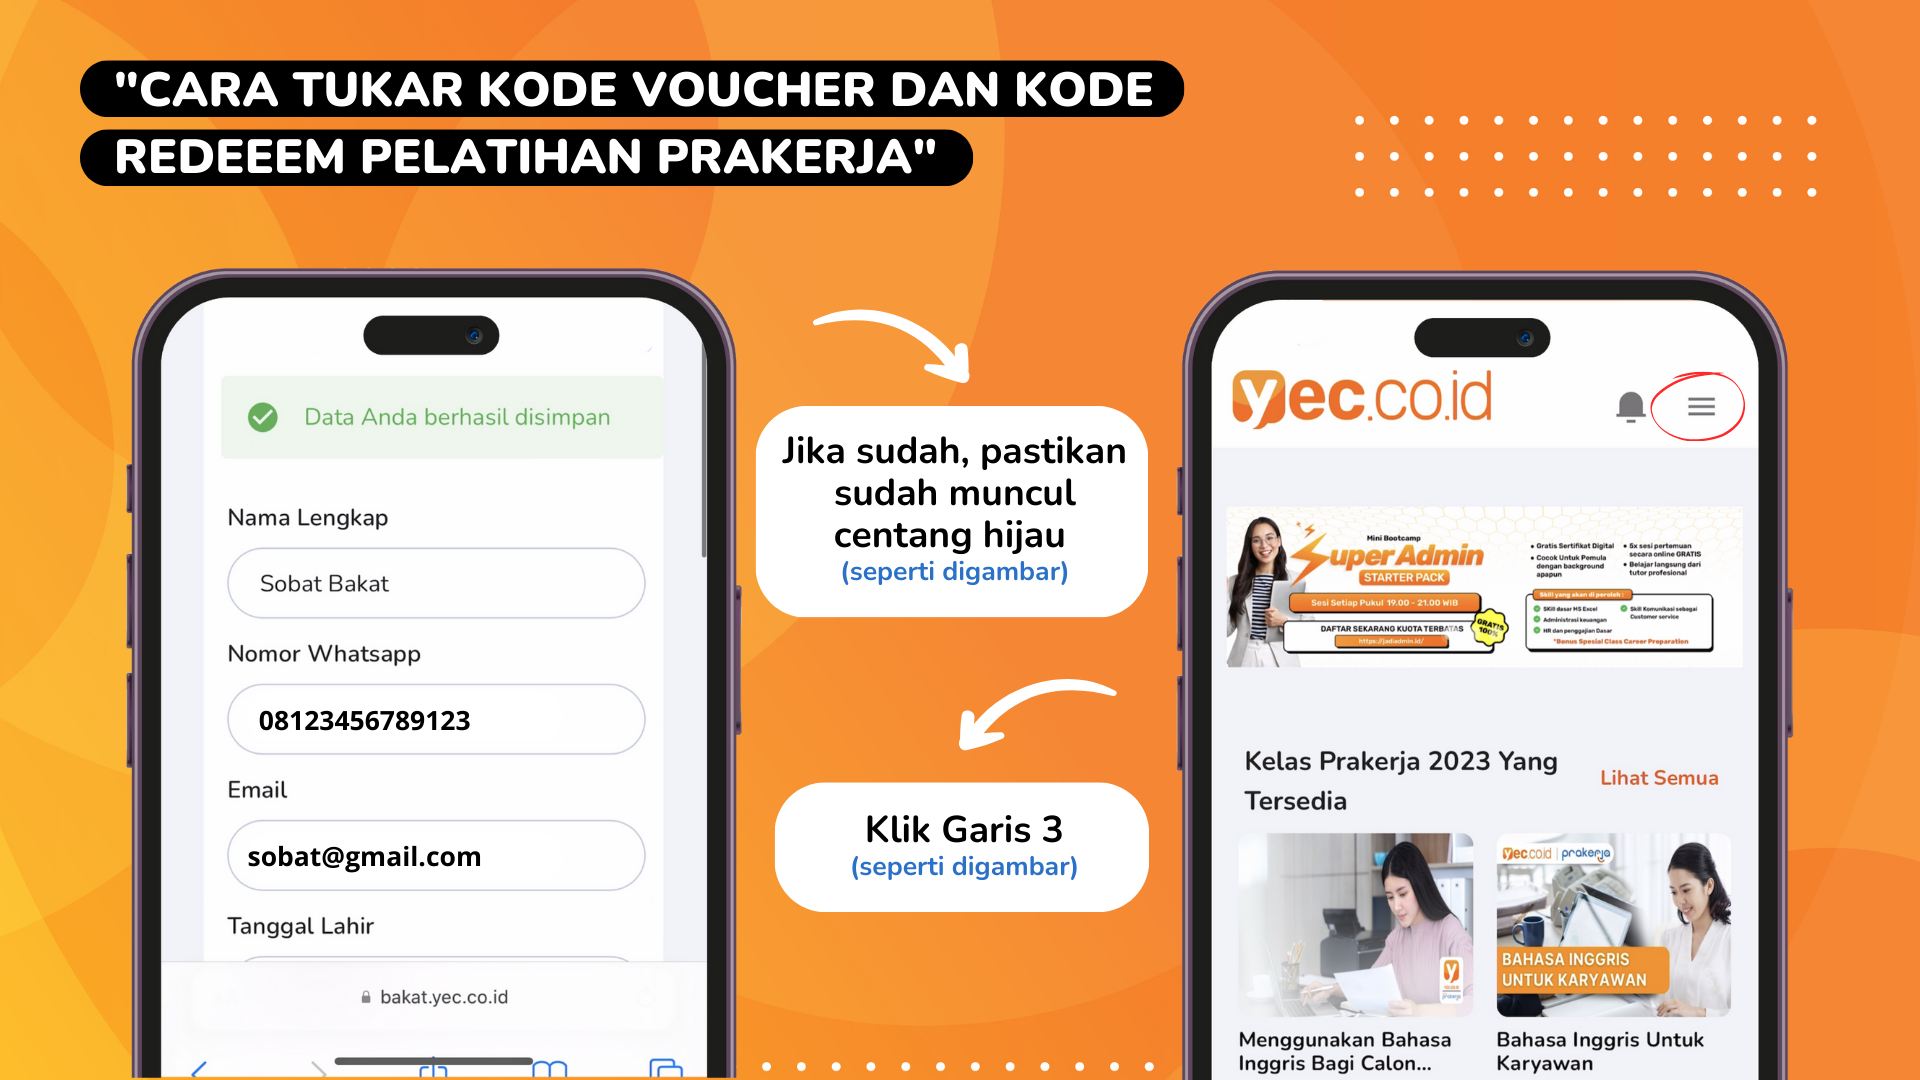 "CARA TUKAR KODE VOUCHER DAN KODE
REDEEEM PELATIHAN PRAKERJA"
Data Anda berhasil disimpan
Nama Lengkap
Sobat Bakat
Nomor Whatsapp
08123456789123
Email
sobat@gmail.com
Tanggal Lahir
bakat.yec.co.id
Jika sudah, pastikan
sudah muncul
centang hijau
(seperti digambar)
Klik Garis 3
(seperti digambar)
yec.co.id
Mini Bootcamp
Super Admin
STARTER PACK
Sesi Setiap Pukul 19.00 - 21.00 WIB
DAFTAR SEKARANG KUOTA TERBATAS
https://jadiadmin.id/
GRATIS
100%
• Gratis Sertifikat Digital
• Cocok Untuk Pemula
dengan background
apapun
• 5x sesi pertemuan
secara online GRATIS
• Belajar langsung dari
tutor profesional
Skill yang akan di peroleh :
SKill dasar MS Excel
Administrasi keuangan
HR dan penggajian Dasar
Skill Komunikasi sebagai
Customer service
*Bonus Spesial Class Career Preparation
Kelas Prakerja 2023 Yang
Tersedia
Lihat Semua
yec.co.id | prakerja
BAHASA INGGRIS
UNTUK KARYAWAN
Menggunakan Bahasa
Inggris Bagi Calon...
Bahasa Inggris Untuk
Karyawan